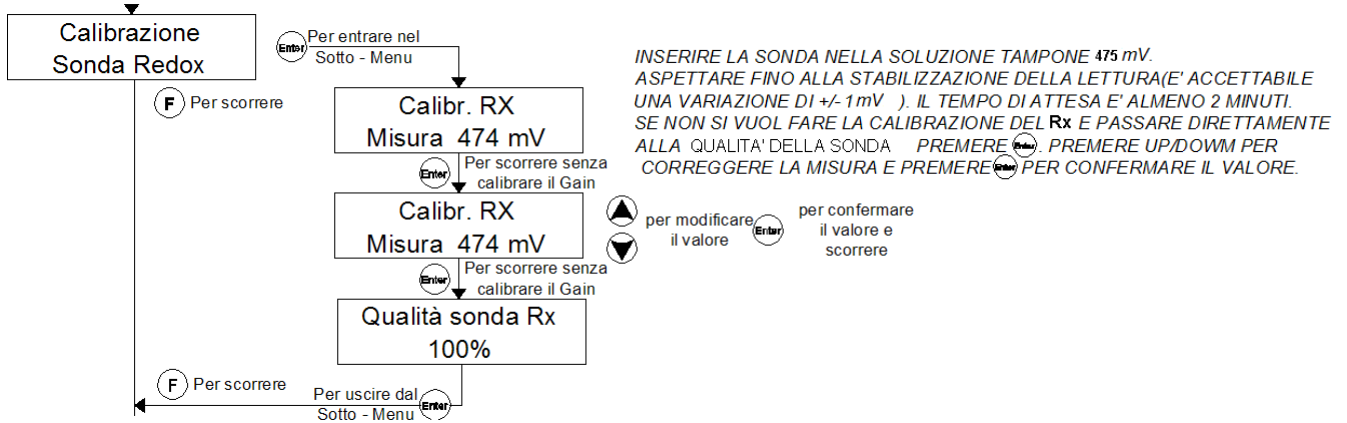 Calibrazione
Sonda Redox
Enter
Per entrare nel
Sotto - Menu
F Per scorrere
Calibr. RX
Misura 474 mV
INSERIRE LA SONDA NELLA SOLUZIONE TAMPONE 475 mV.
ASPETTARE FINO ALLA STABILIZZAZIONE DELLA LETTURA(E' ACCETTABILE
UNA VARIAZIONE DI +/- 1 mV ). IL TEMPO DI ATTESA E' ALMENO 2 MINUTI.
SE NON SI VUOL FARE LA CALIBRAZIONE DEL Rx E PASSARE DIRETTAMENTE
ALLA QUALITA' DELLA SONDA PREMERE Enter. PREMERE UP/DOWM PER
CORREGGERE LA MISURA E PREMERE Enter PER CONFERMARE IL VALORE.
Enter
Per scorrere senza
calibrare il Gain
Calibr. RX
Misura 474 mV
per modificare
il valore
Enter
per confermare
il valore e
scorrere
Enter
Per scorrere senza
calibrare il Gain
Qualità sonda Rx
100%
F Per scorrere
Per uscire dal
Sotto - Menu
Enter